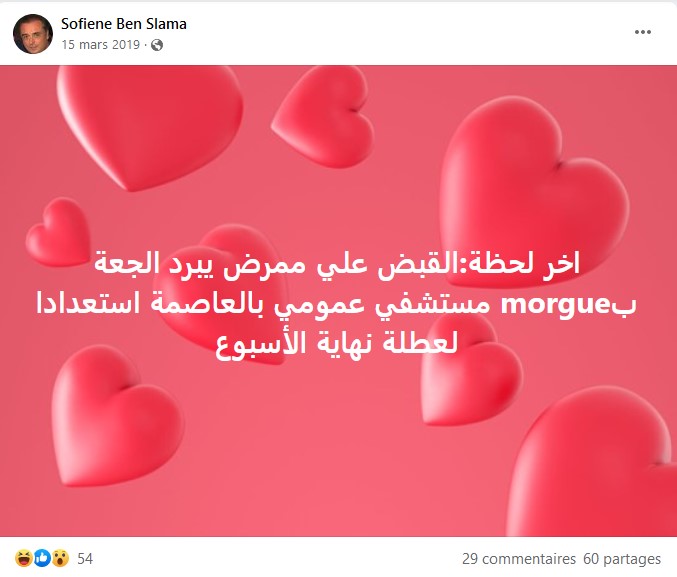 Sofiene Ben Slama
15 mars 2019
اخر لحظة:القبض علي ممرض يبرد الجعة
بmorgue مستشفي عمومي بالعاصمة استعدادا
لعطلة نهاية الأسبوع
54
29 commentaires 60 partages